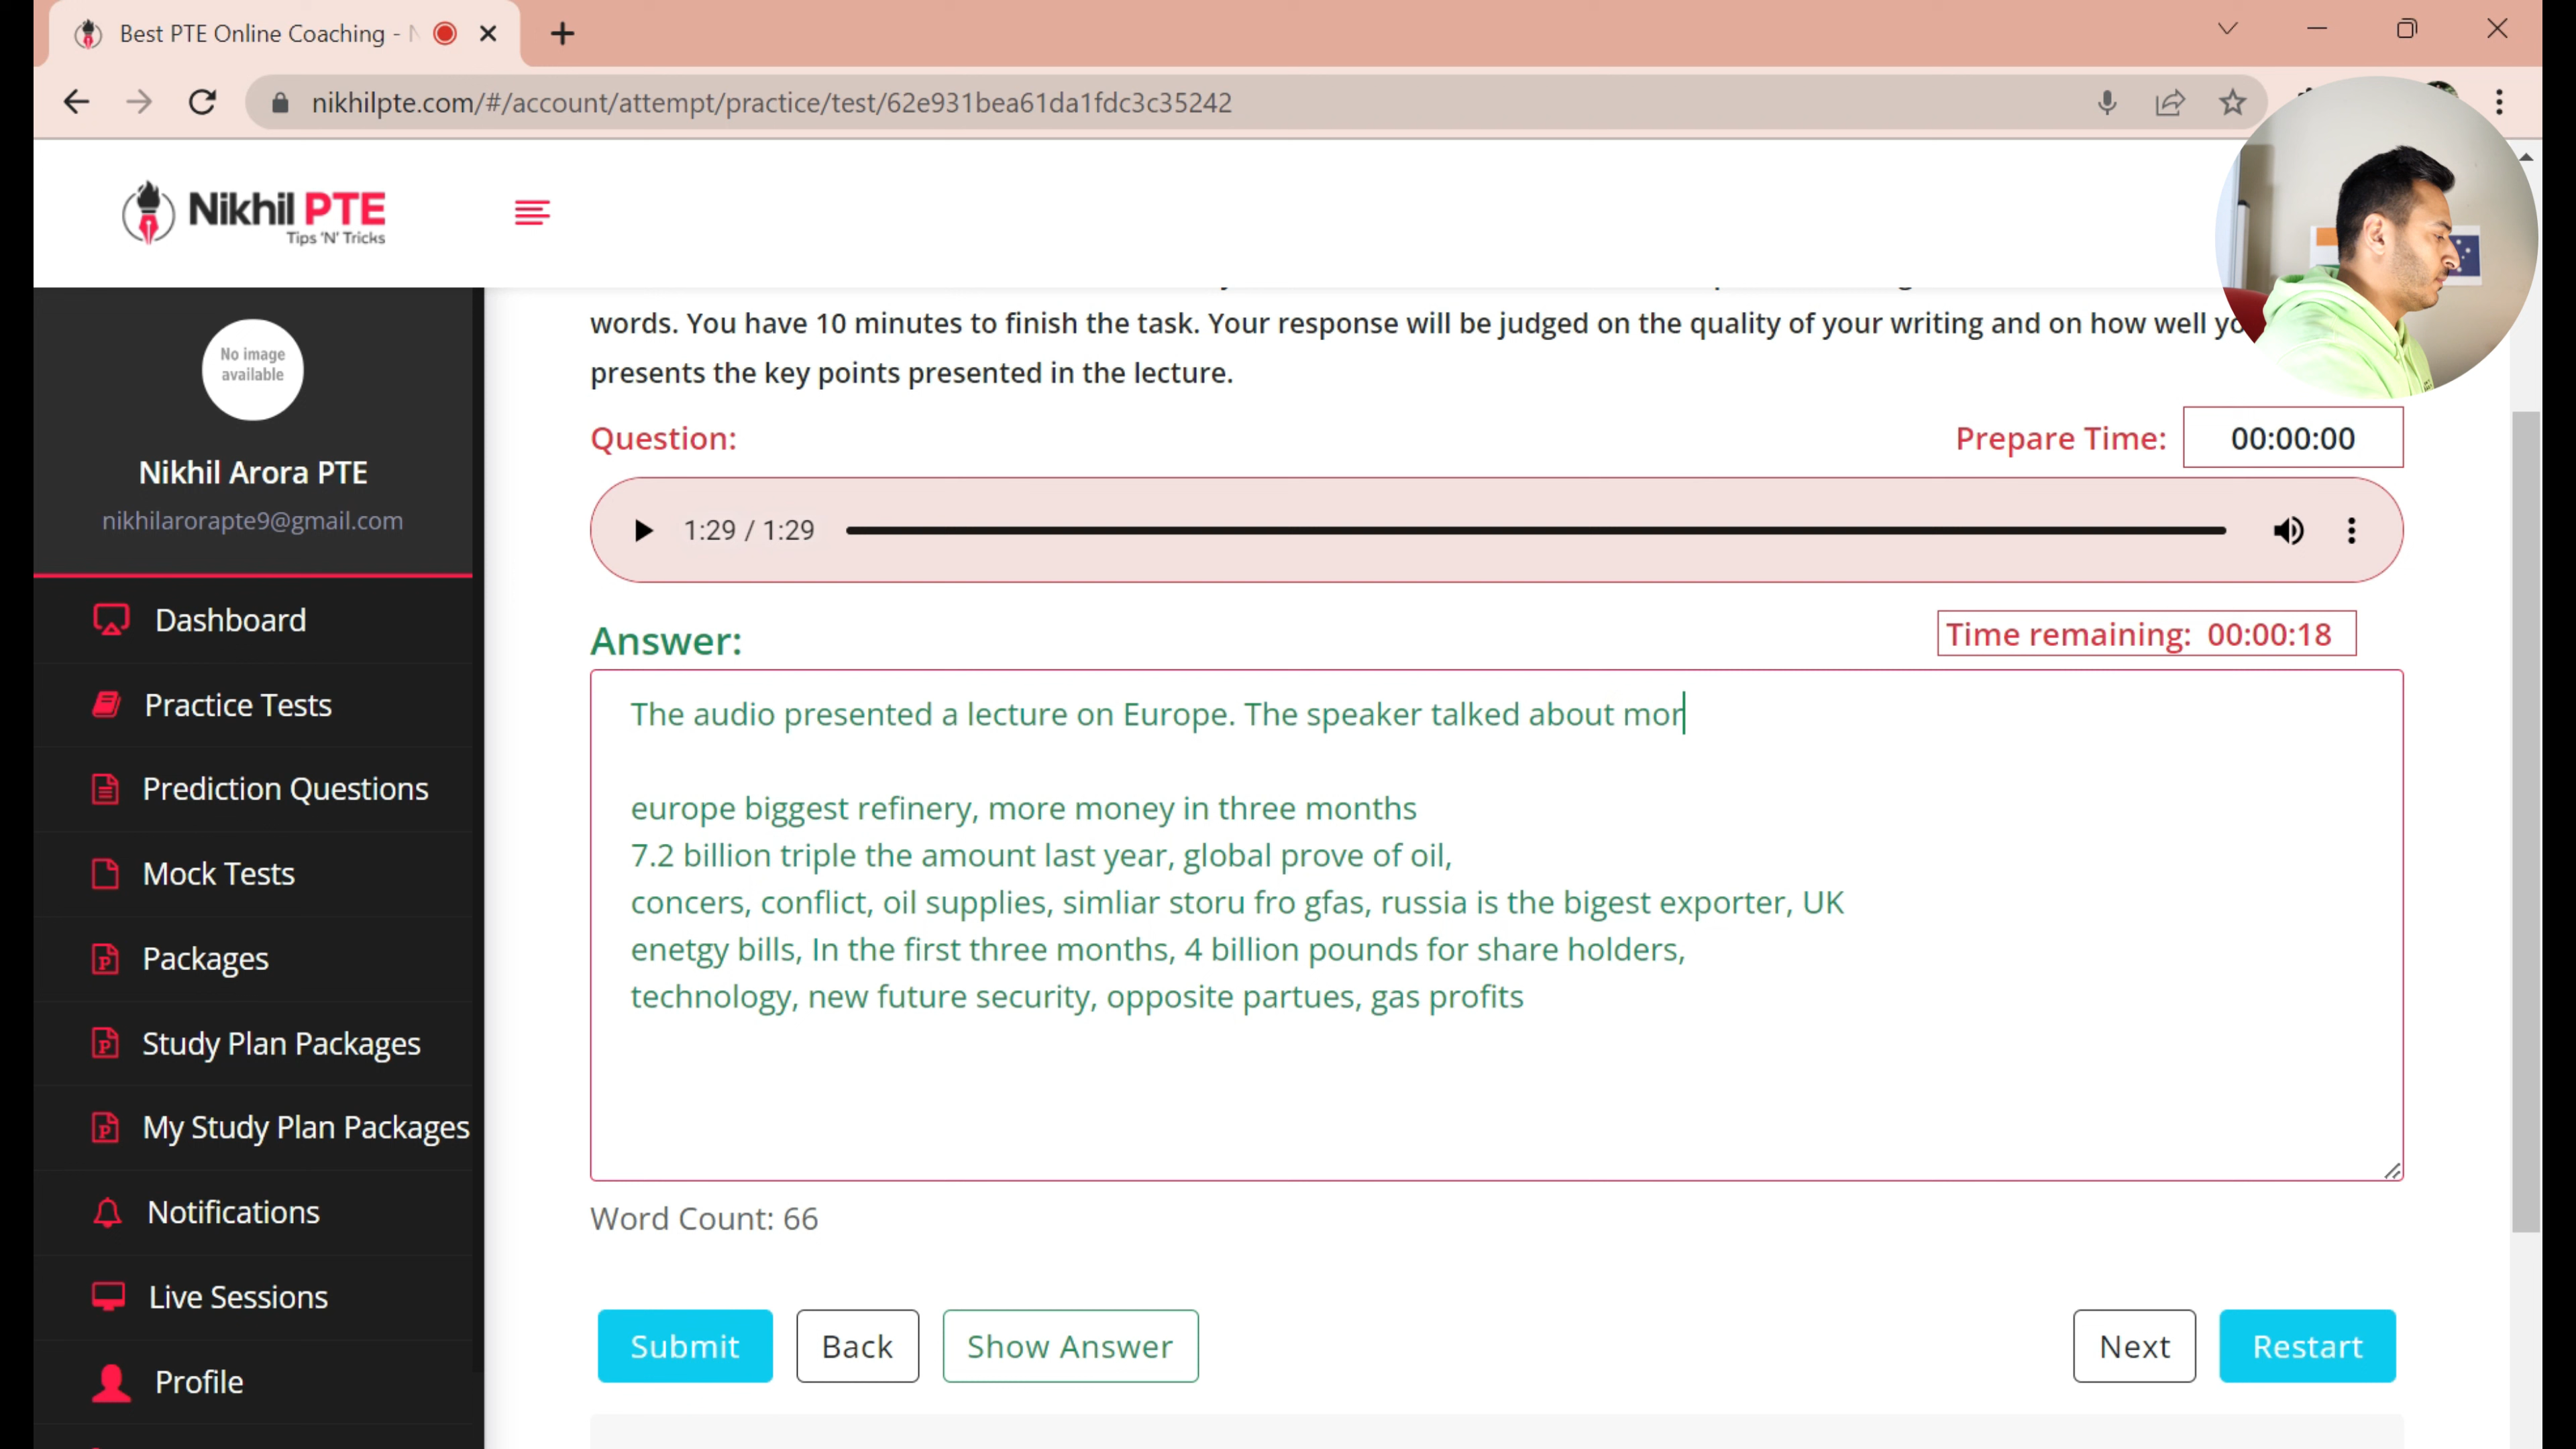 Best PTE Online Coaching - N
nikhilpte.com/#/account/attempt/practice/test/62e931bea61da1fdc3c35242
Nikhil PTE
Tips 'N' Tricks
No image
available
Nikhil Arora PTE
nikhilarorapte9@gmail.com
Dashboard
Practice Tests
Prediction Questions
Mock Tests
Packages
Study Plan Packages
My Study Plan Packages
Notifications
Live Sessions
Profile
words. You have 10 minutes to finish the task. Your response will be judged on the quality of your writing and on how well
presents the key points presented in the lecture.
Question:
Prepare Time: 00:00:00
1:29 / 1:29
Answer:
Time remaining: 00:00:18
The audio presented a lecture on Europe. The speaker talked about mor
europe biggest refinery, more money in three months
7.2 billion triple the amount last year, global prove of oil,
concers, conflict, oil supplies, simliar storu fro gfas, russia is the bigest exporter, UK
enetgy bills, In the first three months, 4 billion pounds for share holders,
technology, new future security, opposite partues, gas profits
Word Count: 66
Submit
Back
Show Answer
Next
Restart